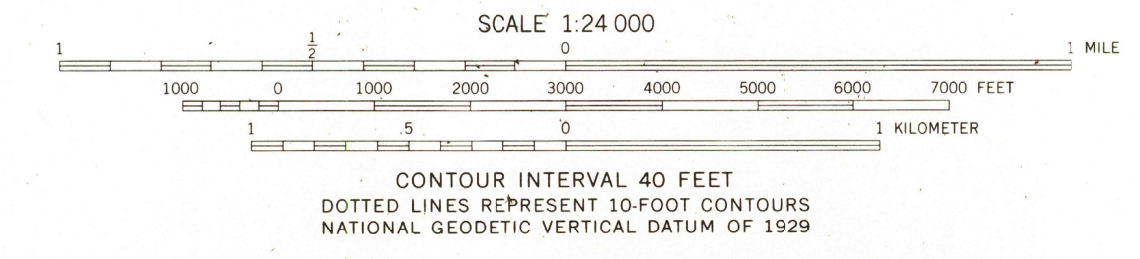 SCALE 1:24 000
1 1/2 0 1 MILE
1000 0 1000 2000 3000 4000 5000 6000 7000 FEET
1 .5 0 1 KILOMETER
CONTOUR INTERVAL 40 FEET
DOTTED LINES REPRESENT 10-FOOT CONTOURS
NATIONAL GEODETIC VERTICAL DATUM OF 1929